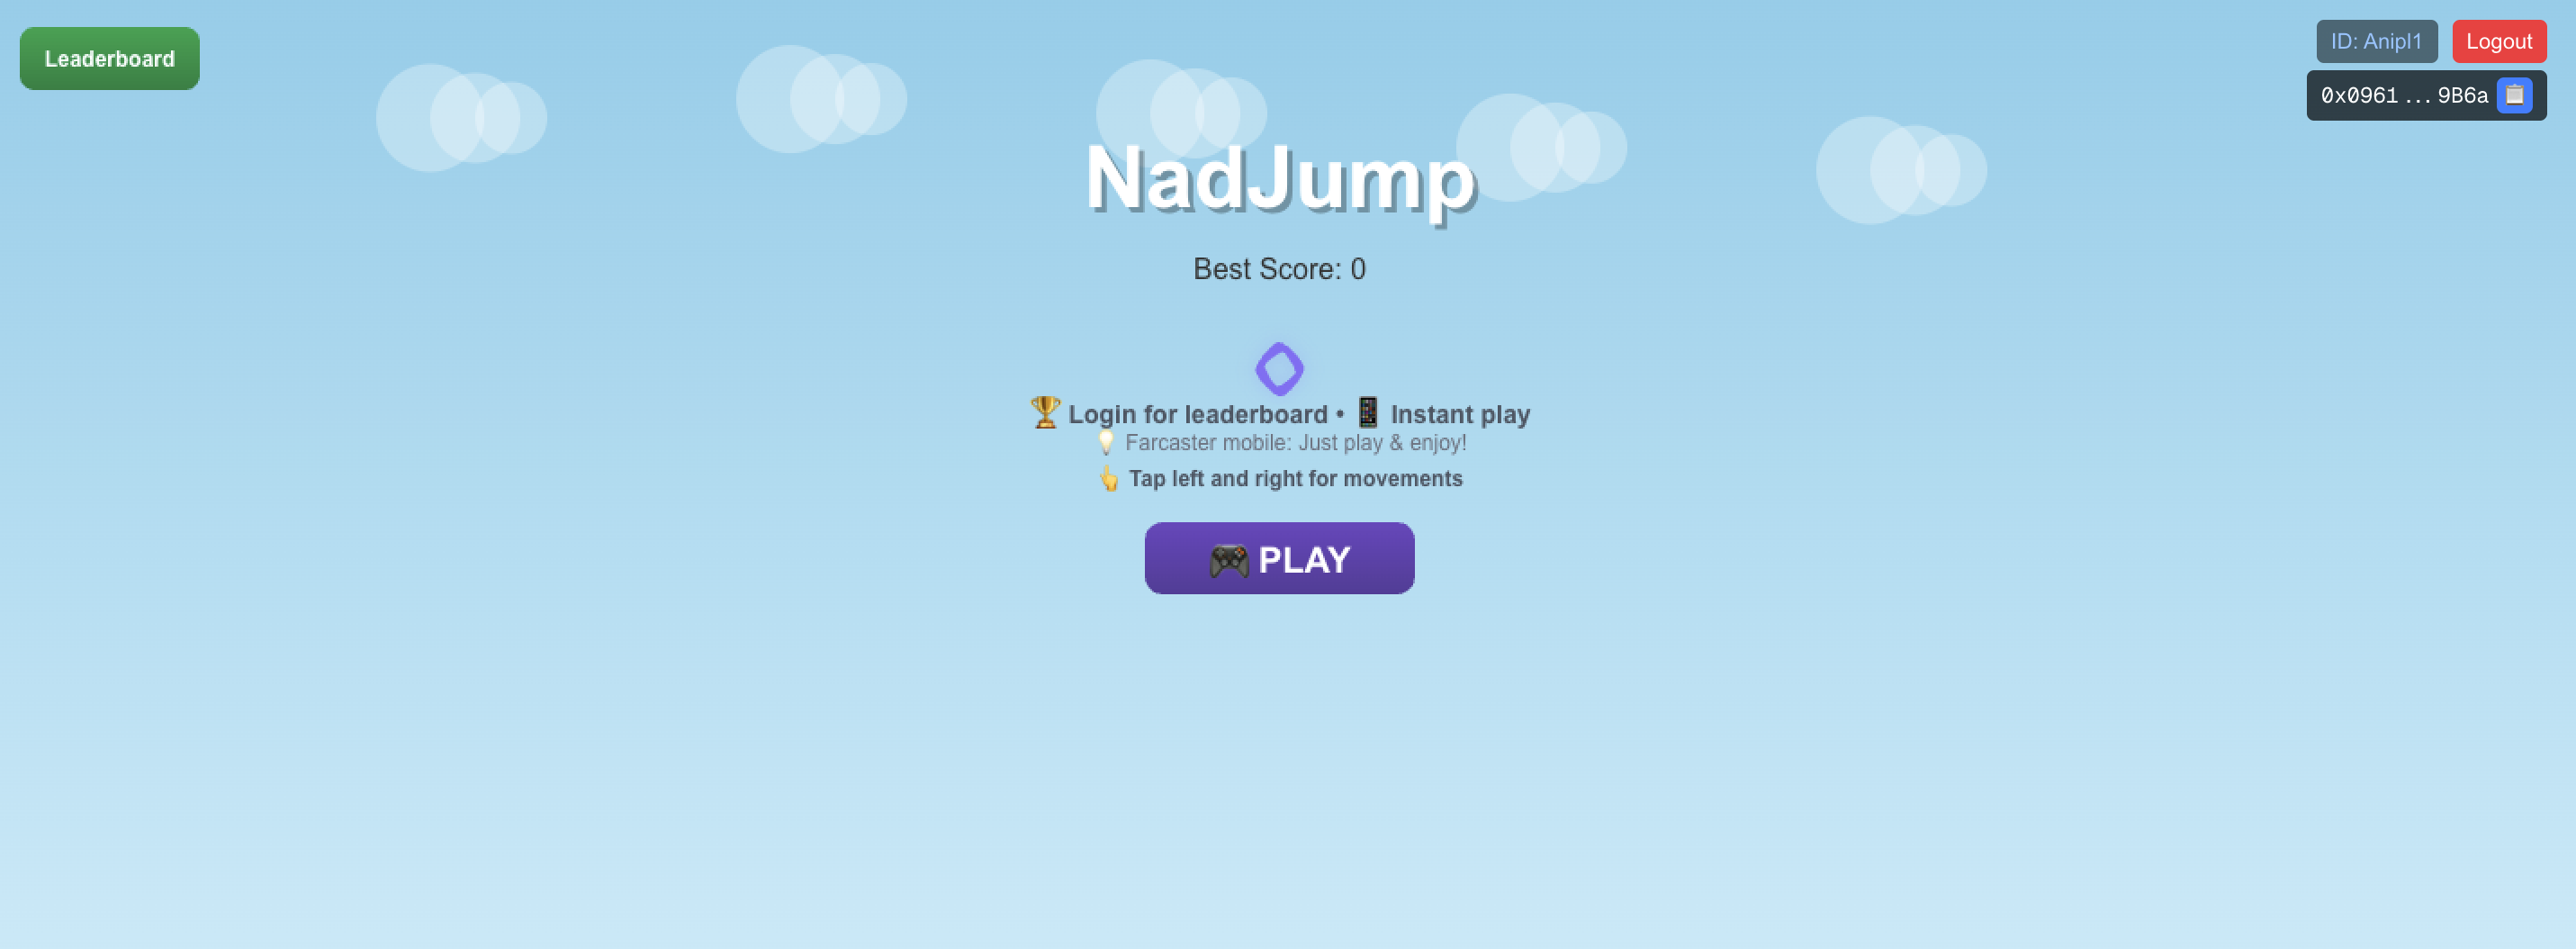 Leaderboard
ID: Anipl1
Logout
0x0961...9B6a
NadJump
Best Score: 0
🏆 Login for leaderboard • 📱 Instant play
💡 Farcaster mobile: Just play & enjoy!
👆 Tap left and right for movements
🎮 PLAY